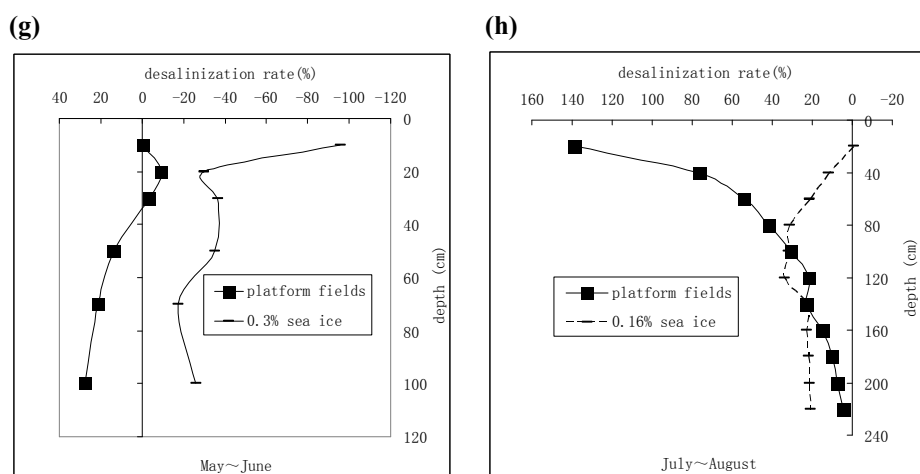 (g)
desalinization rate(%)
40 20 0 -20 -40 -60 -80 -100 -120
0
20
40
60
80
100
120
depth (cm)
platform fields
0.3% sea ice
May～June
(h)
desalinization rate(%)
160 140 120 100 80 60 40 20 0 -20
0
40
80
120
160
200
240
depth (cm)
platform fields
0.16% sea ice
July～August